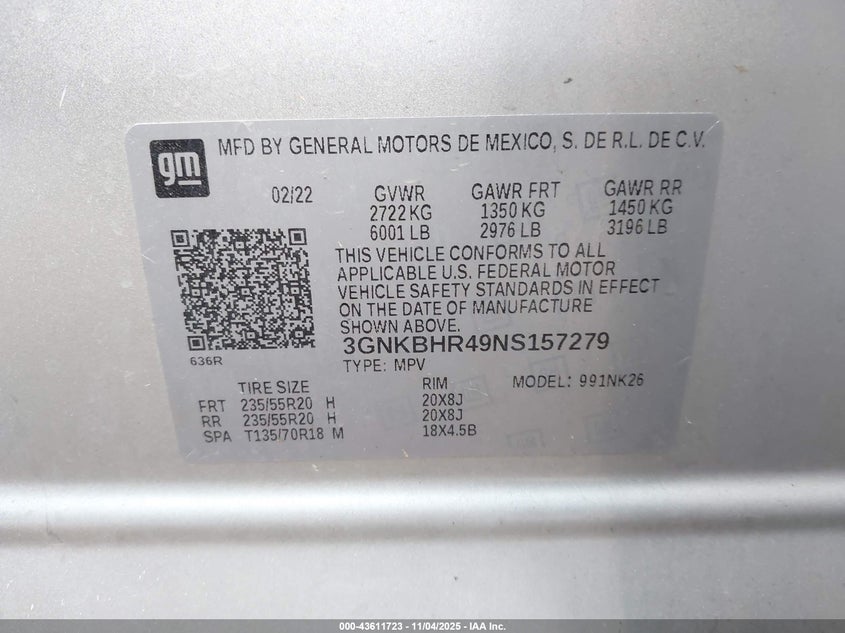 gm
MFD BY GENERAL MOTORS DE MEXICO, S. DE R.L. DE C.V.
02/22 GVWR GAWR FRT GAWR RR
2722 KG 1350 KG 1450 KG
6001 LB 2976 LB 3196 LB
THIS VEHICLE CONFORMS TO ALL
APPLICABLE U.S. FEDERAL MOTOR
VEHICLE SAFETY STANDARDS IN EFFECT
ON THE DATE OF MANUFACTURE
SHOWN ABOVE.
3GNKBHR49NS157279
636R
TYPE: MPV MODEL: 991NK26
TIRE SIZE RIM
FRT 235/55R20 H 20X8J
RR 235/55R20 H 20X8J
SPA T135/70R18 M 18X4.5B
000-43611723 - 11/04/2025 - IAA Inc.